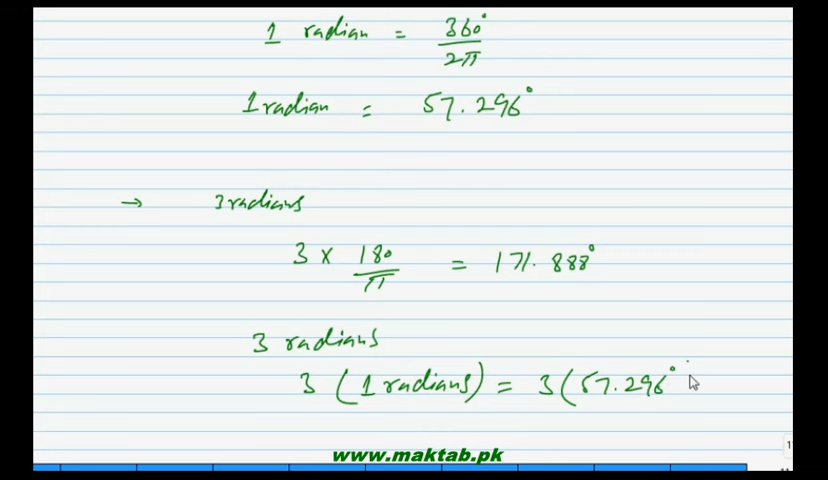 1 radian = 360° / 2π
1 radian = 57.296°
→ 3 radians
3 × 180 / π = 171.888°
3 radians
3 (1 radians) = 3 (57.296°
www.maktab.pk